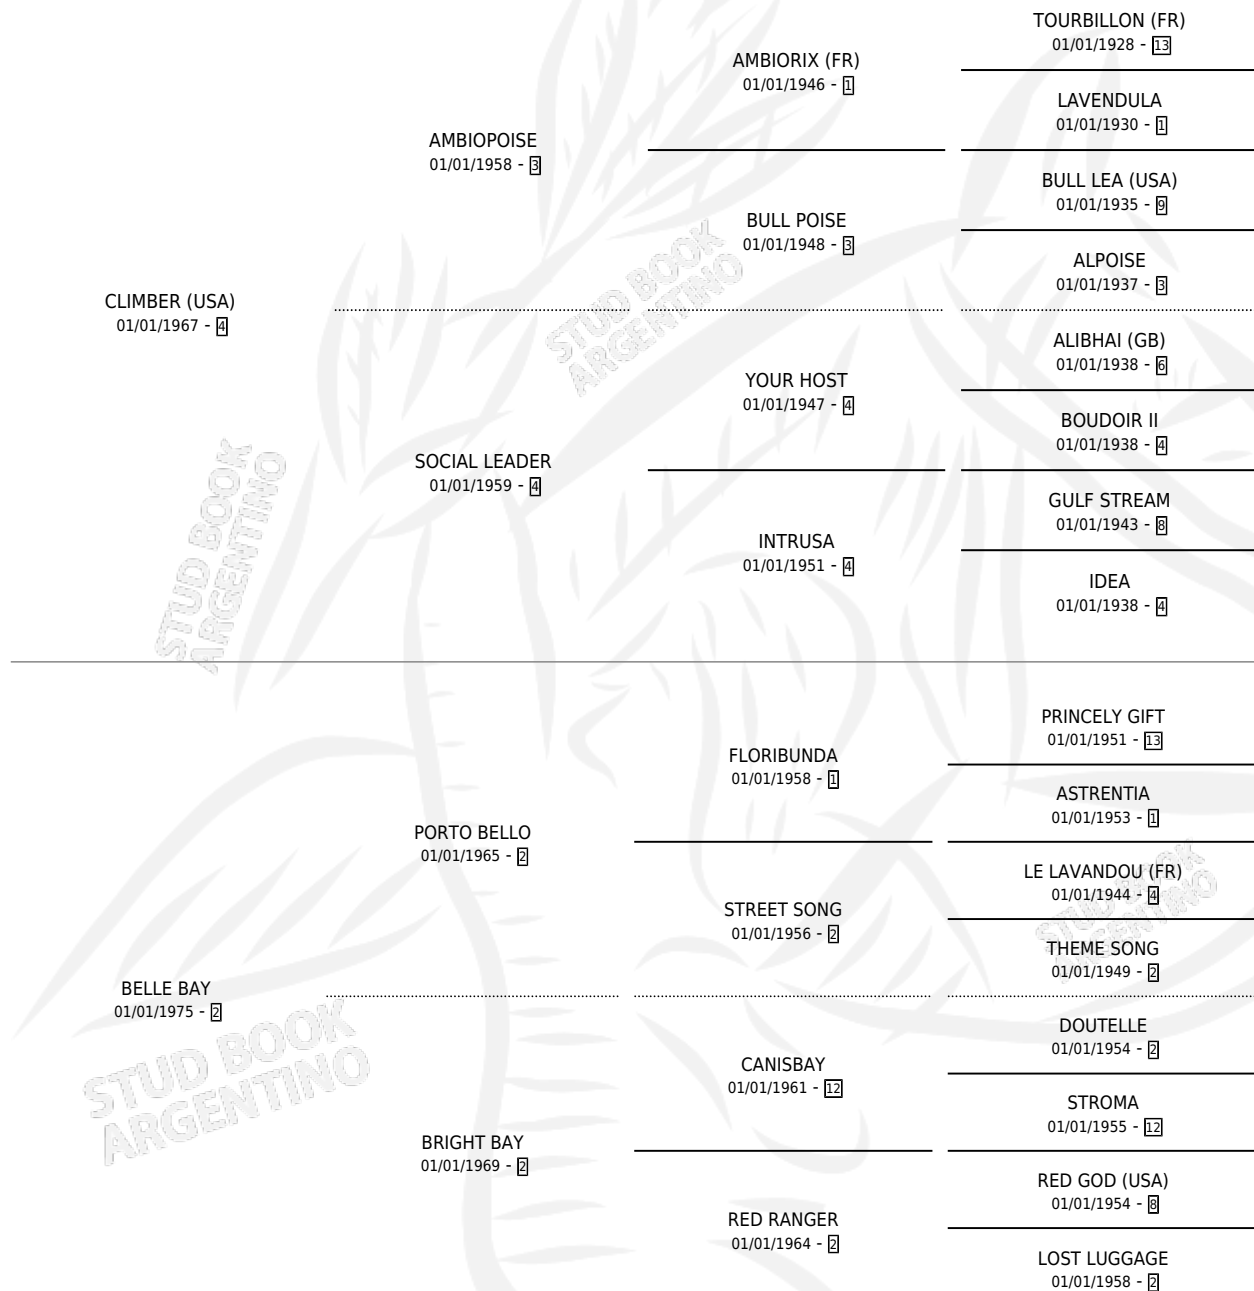 TOURBILLON (FR)
01/01/1928 - 13
AMBIORIX (FR)
01/01/1946 - 1
LAVENDULA
01/01/1930 - 1
AMBIOPOISE
01/01/1958 - 3
BULL LEA (USA)
01/01/1935 - 9
BULL POISE
01/01/1948 - 3
ALPOISE
01/01/1937 - 3
CLIMBER (USA)
01/01/1967 - 4
ALIBHAI (GB)
01/01/1938 - 6
YOUR HOST
01/01/1947 - 4
BOUDOIR II
01/01/1938 - 4
SOCIAL LEADER
01/01/1959 - 4
GULF STREAM
01/01/1943 - 8
INTRUSA
01/01/1951 - 4
IDEA
01/01/1938 - 4
PRINCELY GIFT
01/01/1951 - 13
FLORIBUNDA
01/01/1958 - 1
ASTRENTIA
01/01/1953 - 1
PORTO BELLO
01/01/1965 - 2
LE LAVANDOU (FR)
01/01/1944 - 4
STREET SONG
01/01/1956 - 2
THEME SONG
01/01/1949 - 2
BELLE BAY
01/01/1975 - 2
DOUTELLE
01/01/1954 - 2
CANISBAY
01/01/1961 - 12
STROMA
01/01/1955 - 12
BRIGHT BAY
01/01/1969 - 2
RED GOD (USA)
01/01/1954 - 8
RED RANGER
01/01/1964 - 2
LOST LUGGAGE
01/01/1958 - 2
STUD BOOK
ARGENTINO
STUD BOOK
ARGENTINO
STUD BOOK
ARGENTINO
STUD BOOK
ARGENTINO